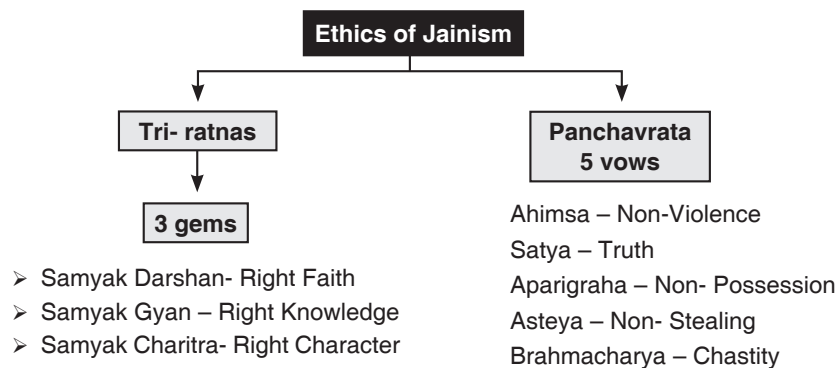 Ethics of Jainism
Tri- ratnas
3 gems
➢ Samyak Darshan- Right Faith
➢ Samyak Gyan – Right Knowledge
➢ Samyak Charitra- Right Character
Panchavrata
5 vows
Ahimsa – Non-Violence
Satya – Truth
Aparigraha – Non- Possession
Asteya – Non- Stealing
Brahmacharya – Chastity